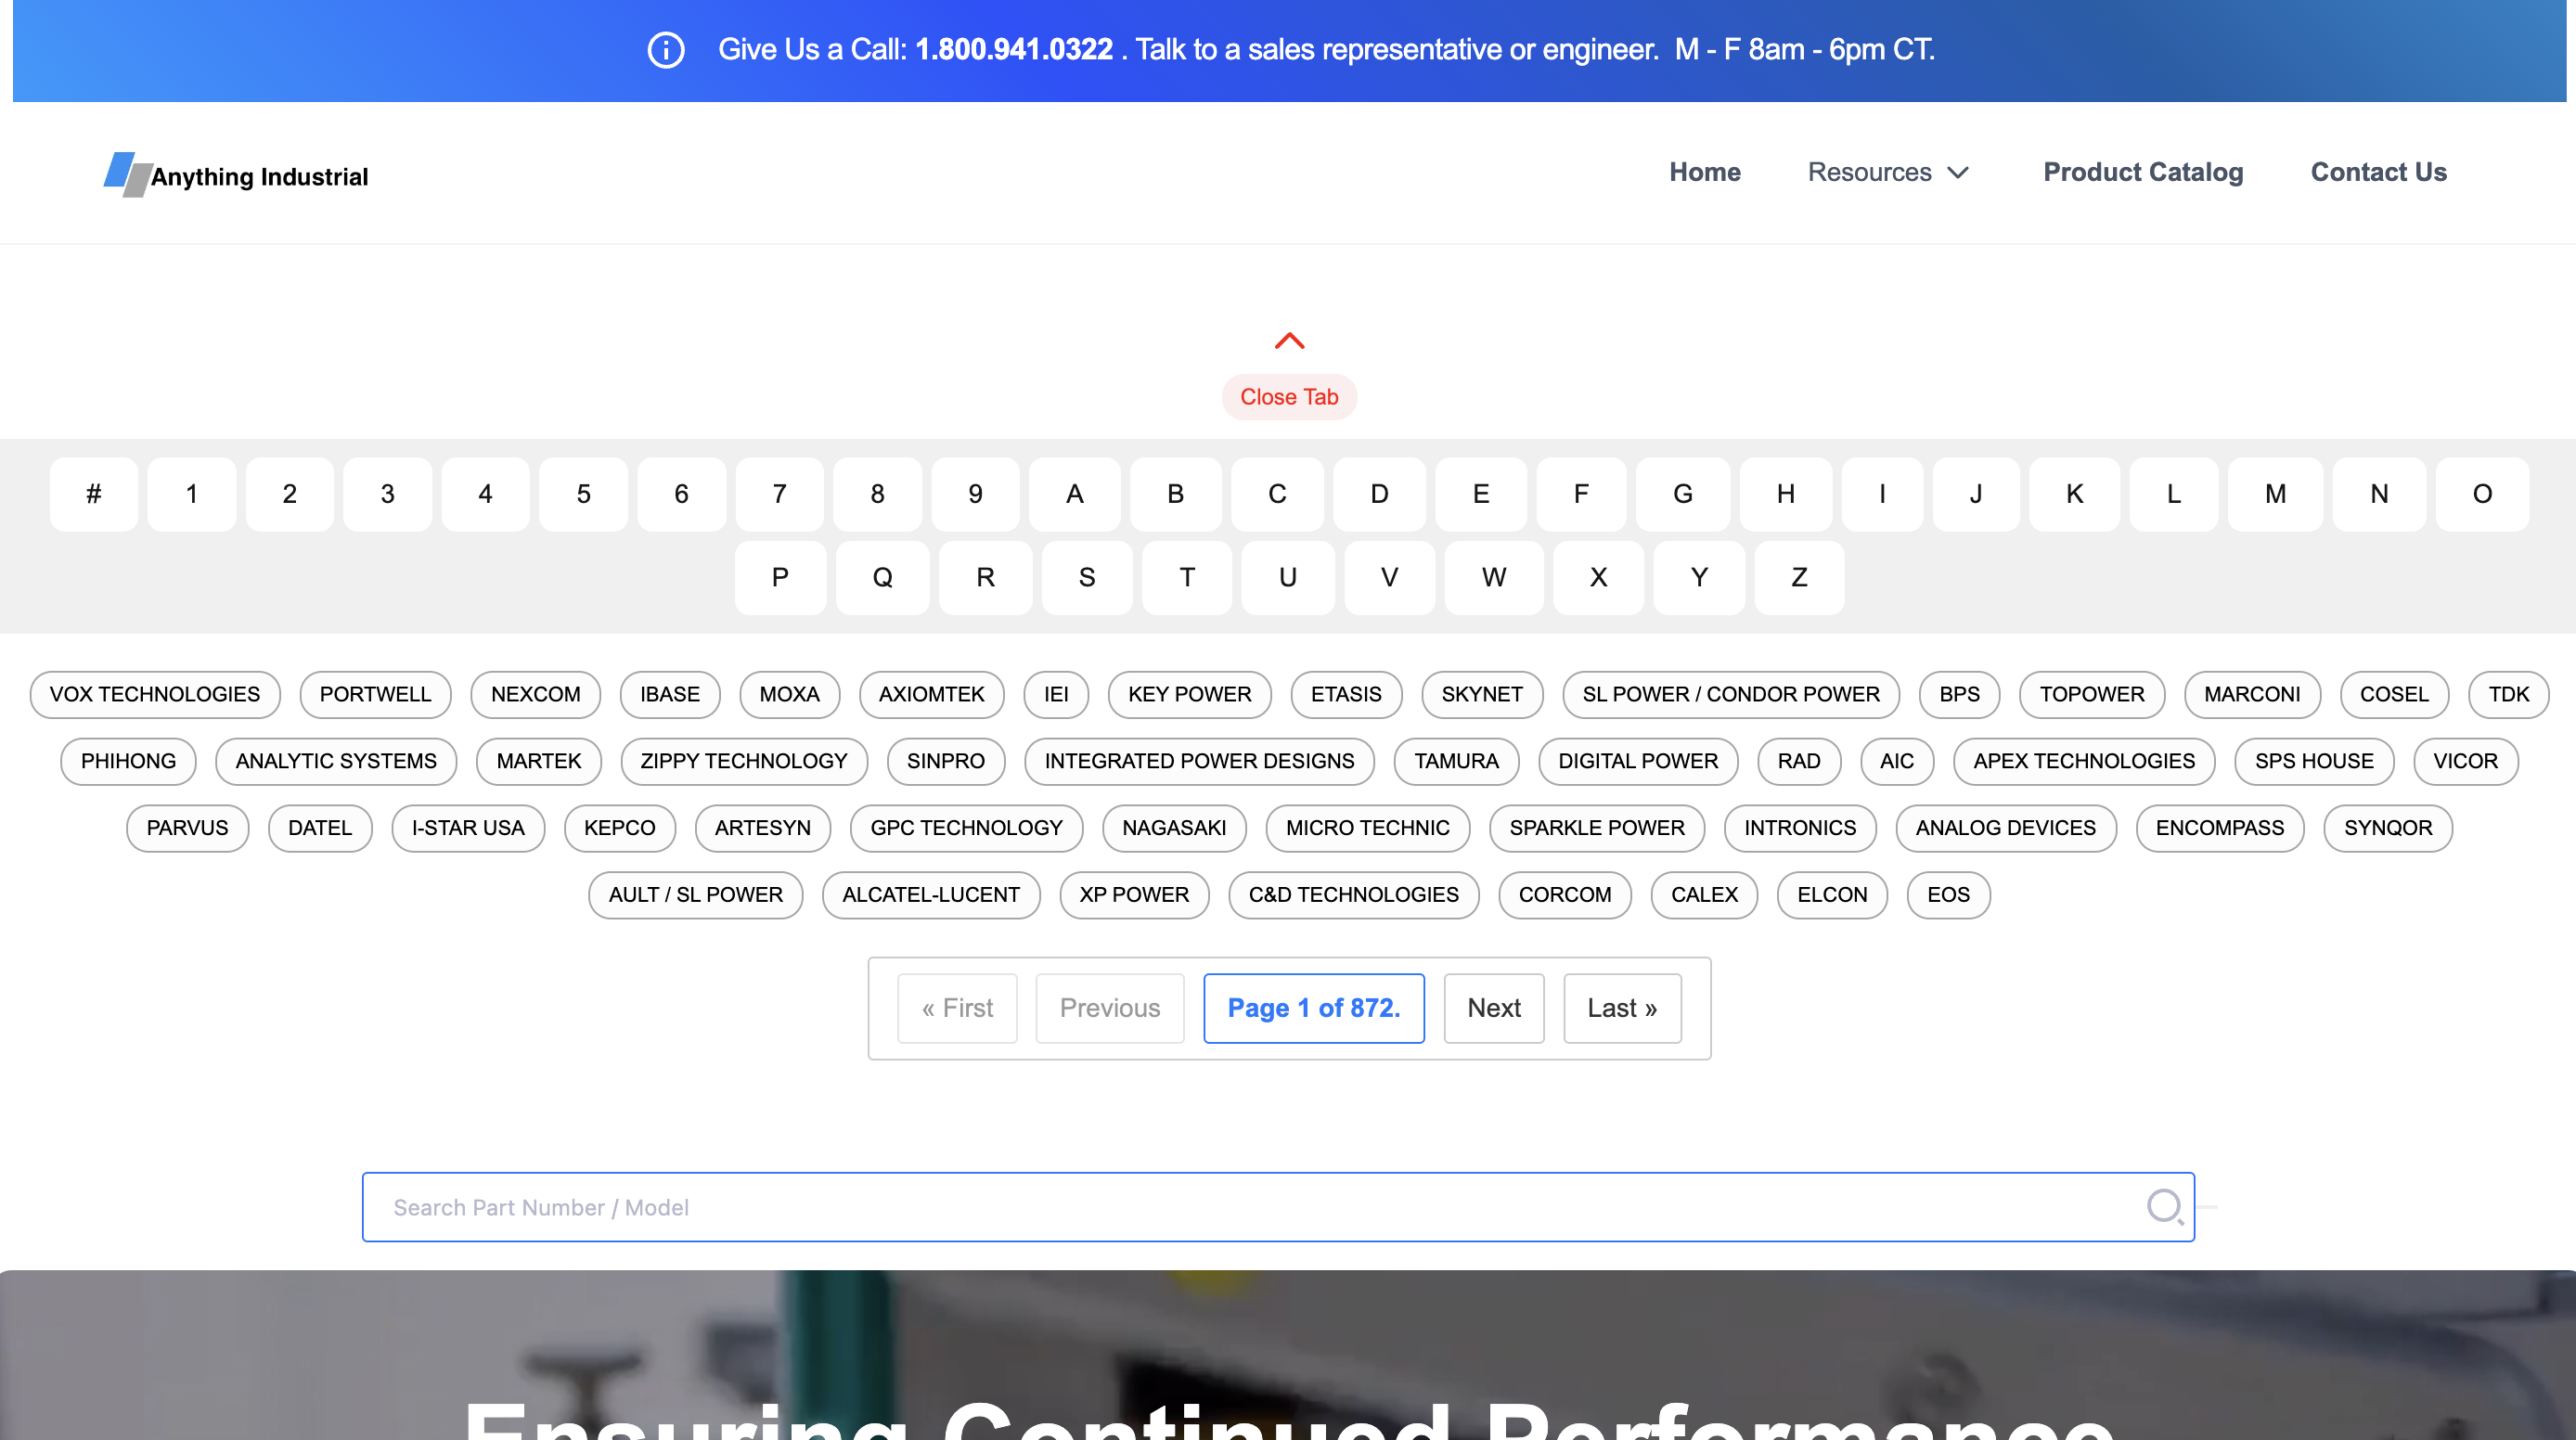 Give Us a Call: 1.800.941.0322 . Talk to a sales representative or engineer. M - F 8am - 6pm CT.
Anything Industrial
Home Resources Product Catalog Contact Us
Close Tab
# 1 2 3 4 5 6 7 8 9 A B C D E F G H I J K L M N O
P Q R S T U V W X Y Z
VOX TECHNOLOGIES PORTWELL NEXCOM IBASE MOXA AXIOMTEK IEI KEY POWER ETASIS SKYNET SL POWER / CONDOR POWER BPS TOPOWER MARCONI COSEL TDK
PHIHONG ANALYTIC SYSTEMS MARTEK ZIPPY TECHNOLOGY SINPRO INTEGRATED POWER DESIGNS TAMURA DIGITAL POWER RAD AIC APEX TECHNOLOGIES SPS HOUSE VICOR
PARVUS DATEL I-STAR USA KEPCO ARTESYN GPC TECHNOLOGY NAGASAKI MICRO TECHNIC SPARKLE POWER INTRONICS ANALOG DEVICES ENCOMPASS SYNQOR
AULT / SL POWER ALCATEL-LUCENT XP POWER C&D TECHNOLOGIES CORCOM CALEX ELCON EOS
« First Previous Page 1 of 872. Next Last »
Search Part Number / Model
Ensuring Continued Performance